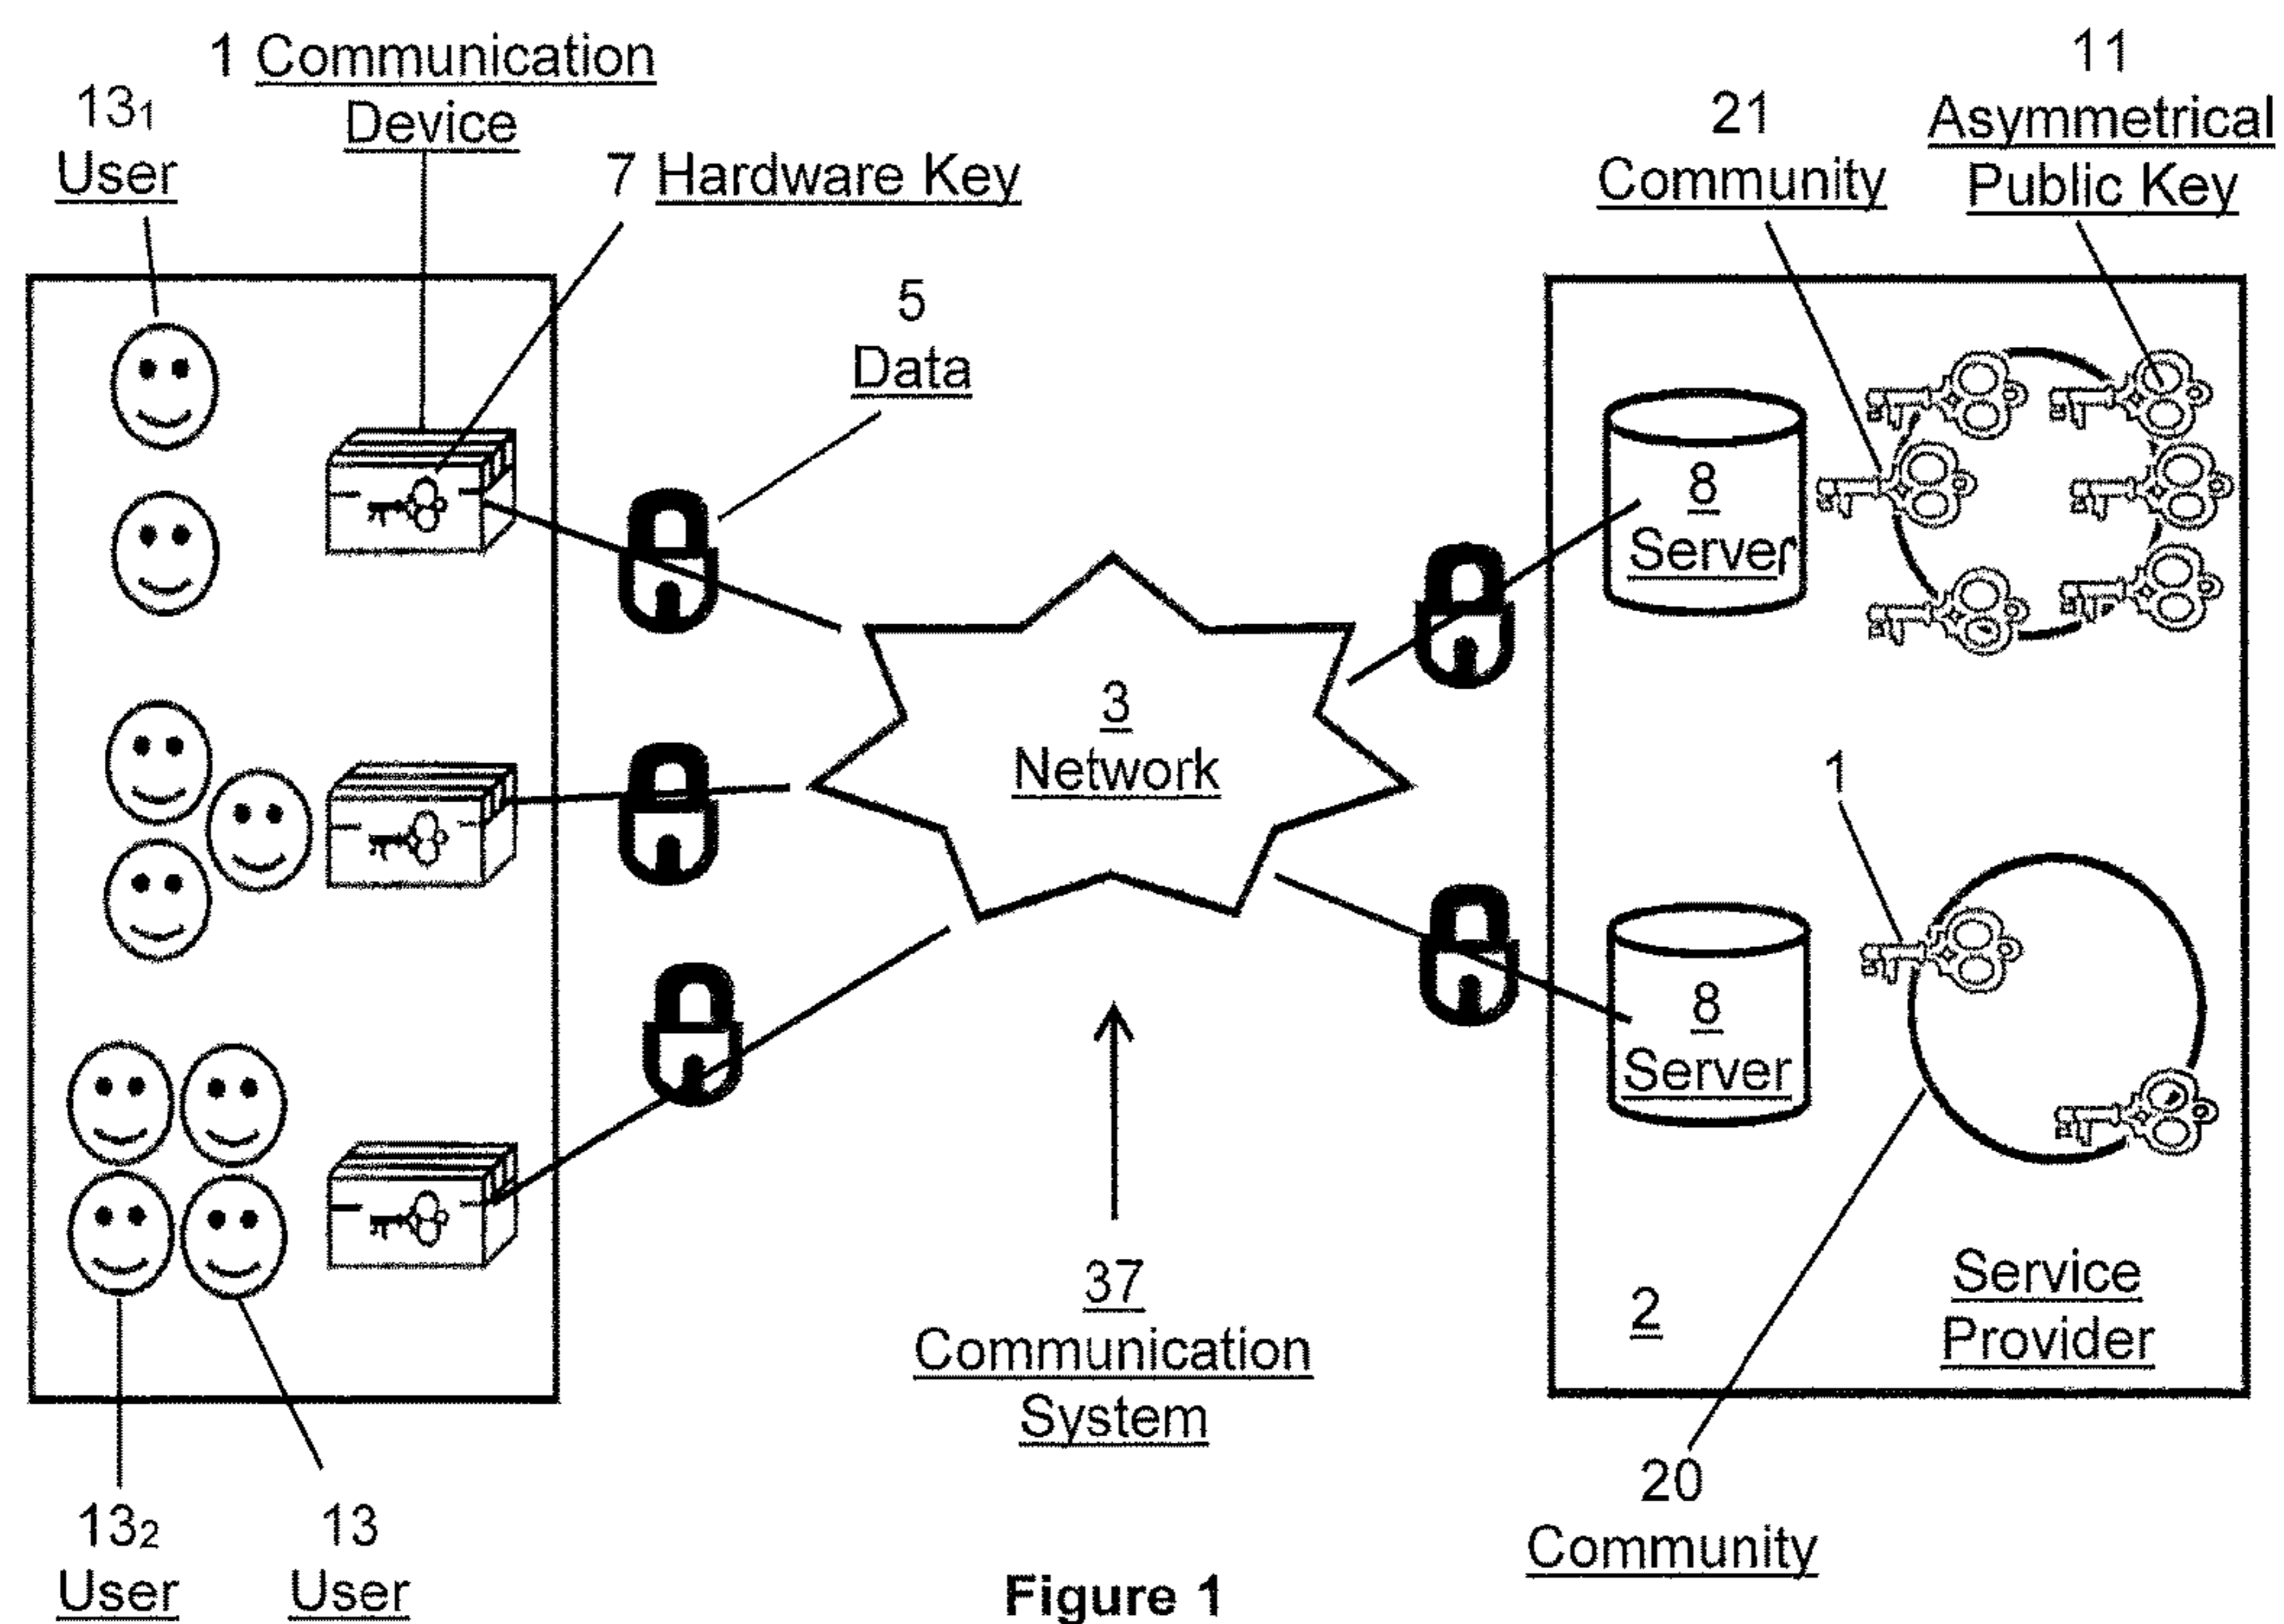 1 Communication
Device
13₁
User
7 Hardware Key
5
Data
21
Community
11
Asymmetrical
Public Key
8
Server
3
Network
1
8
Server
37
Communication
System
2
Service
Provider
20
Community
13₂
User
13
User
Figure 1